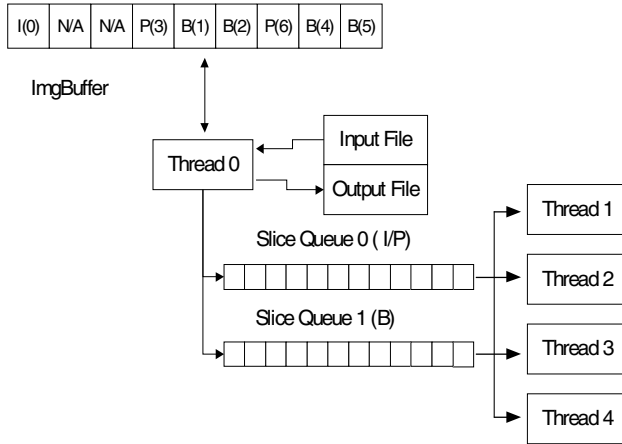 I(0) N/A N/A P(3) B(1) B(2) P(6) B(4) B(5)
ImgBuffer
Input File
Thread 0
Output File
Thread 1
Slice Queue 0 ( I/P)
Thread 2
Slice Queue 1 (B)
Thread 3
Thread 4